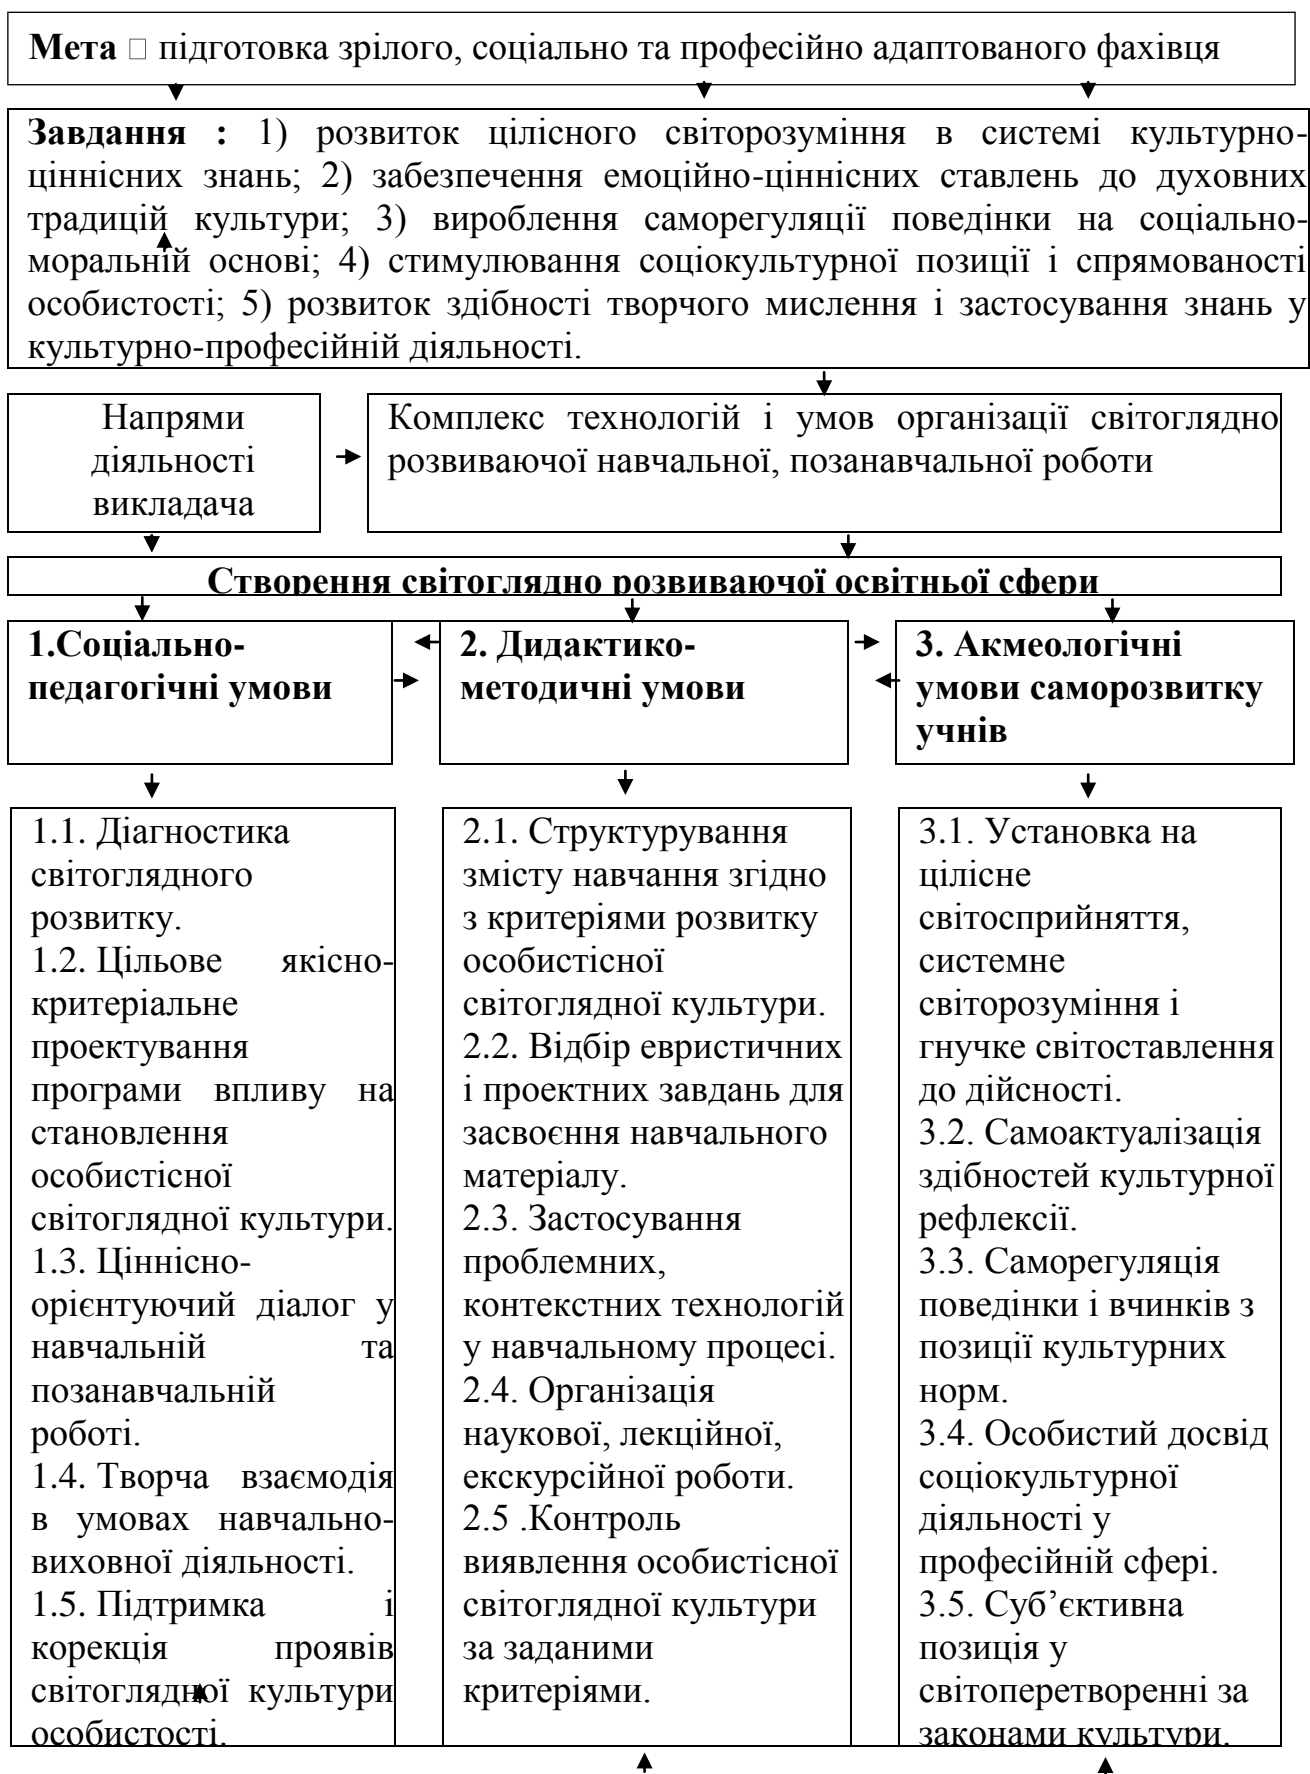 Мета □ підготовка зрілого, соціально та професійно адаптованого фахівця
Завдання : 1) розвиток цілісного світорозуміння в системі культурно-
ціннісних знань; 2) забезпечення емоційно-ціннісних ставлень до духовних
традицій культури; 3) вироблення саморегуляції поведінки на соціально-
моральній основі; 4) стимулювання соціокультурної позиції і спрямованості
особистості; 5) розвиток здібності творчого мислення і застосування знань у
культурно-професійній діяльності.
Напрями
діяльності
викладача
Комплекс технологій і умов організації світоглядно
розвиваючої навчальної, позанавчальної роботи
Створення світоглядно розвиваючої освітньої сфери
1.Соціально-
педагогічні умови
2. Дидактико-
методичні умови
3. Акмеологічні
умови саморозвитку
учнів
1.1. Діагностика
світоглядного
розвитку.
1.2. Цільове якісно-
критеріальне
проектування
програми впливу на
становлення
особистісної
світоглядної культури.
1.3. Ціннісно-
орієнтуючий діалог у
навчальній та
позанавчальній
роботі.
1.4. Творча взаємодія
в умовах навчально-
виховної діяльності.
1.5. Підтримка і
корекція проявів
світоглядної культури
особистості.
2.1. Структурування
змісту навчання згідно
з критеріями розвитку
особистісної
світоглядної культури.
2.2. Відбір евристичних
і проектних завдань для
засвоєння навчального
матеріалу.
2.3. Застосування
проблемних,
контекстних технологій
у навчальному процесі.
2.4. Організація
наукової, лекційної,
екскурсійної роботи.
2.5 .Контроль
виявлення особистісної
світоглядної культури
за заданими
критеріями.
3.1. Установка на
цілісне
світосприйняття,
системне
світорозуміння і
гнучке світоставлення
до дійсності.
3.2. Самоактуалізація
здібностей культурної
рефлексії.
3.3. Саморегуляція
поведінки і вчинків з
позиції культурних
норм.
3.4. Особистий досвід
соціокультурної
діяльності у
професійній сфері.
3.5. Суб’єктивна
позиція у
світоперетворенні за
законами культури.